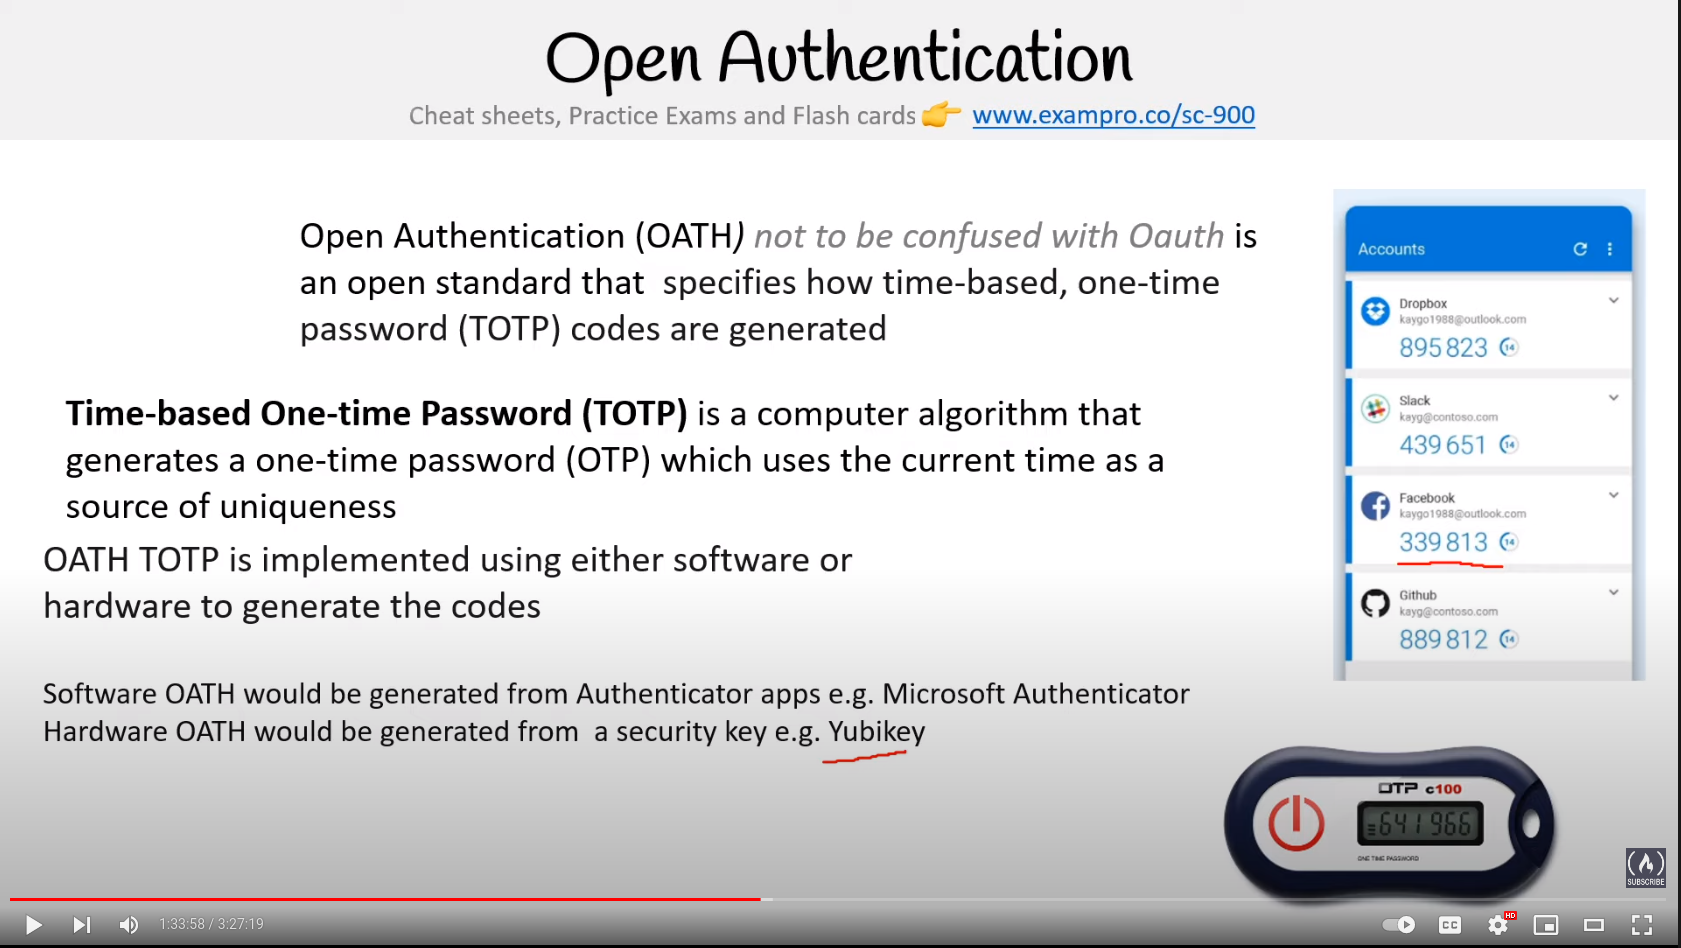 Open Authentication
Cheat sheets, Practice Exams and Flash cards www.exampro.co/sc-900
Open Authentication (OATH) not to be confused with Oauth is
an open standard that specifies how time-based, one-time
password (TOTP) codes are generated
Time-based One-time Password (TOTP) is a computer algorithm that
generates a one-time password (OTP) which uses the current time as a
source of uniqueness
OATH TOTP is implemented using either software or
hardware to generate the codes
Software OATH would be generated from Authenticator apps e.g. Microsoft Authenticator
Hardware OATH would be generated from a security key e.g. Yubikey
Accounts
Dropbox
kaygo1988@outlook.com
895 823 14
Slack
kayg@contoso.com
439 651 14
Facebook
kaygo1988@outlook.com
339 813 14
Github
kayg@contoso.com
889 812 14
OTP c100
641966
ONE TIME PASSWORD
SUBSCRIBE
1:33:58 / 3:27:19
CC
HD